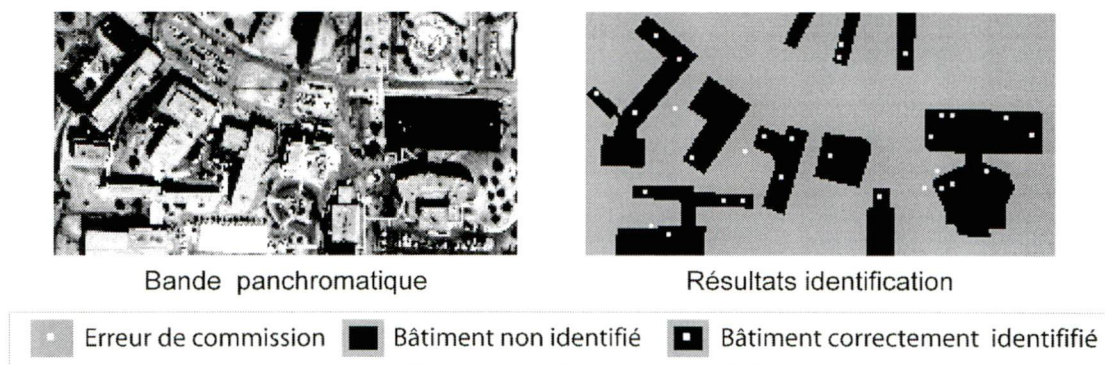 Bande panchromatique
Résultats identification
Erreur de commission
Bâtiment non identifié
Bâtiment correctement identififié